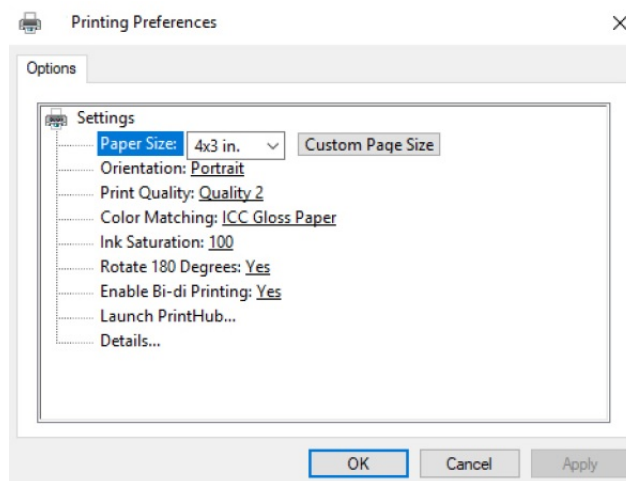 Printing Preferences
Options
Settings
Paper Size: 4x3 in. Custom Page Size
Orientation: Portrait
Print Quality: Quality 2
Color Matching: ICC Gloss Paper
Ink Saturation: 100
Rotate 180 Degrees: Yes
Enable Bi-di Printing: Yes
Launch PrintHub...
Details...
OK Cancel Apply